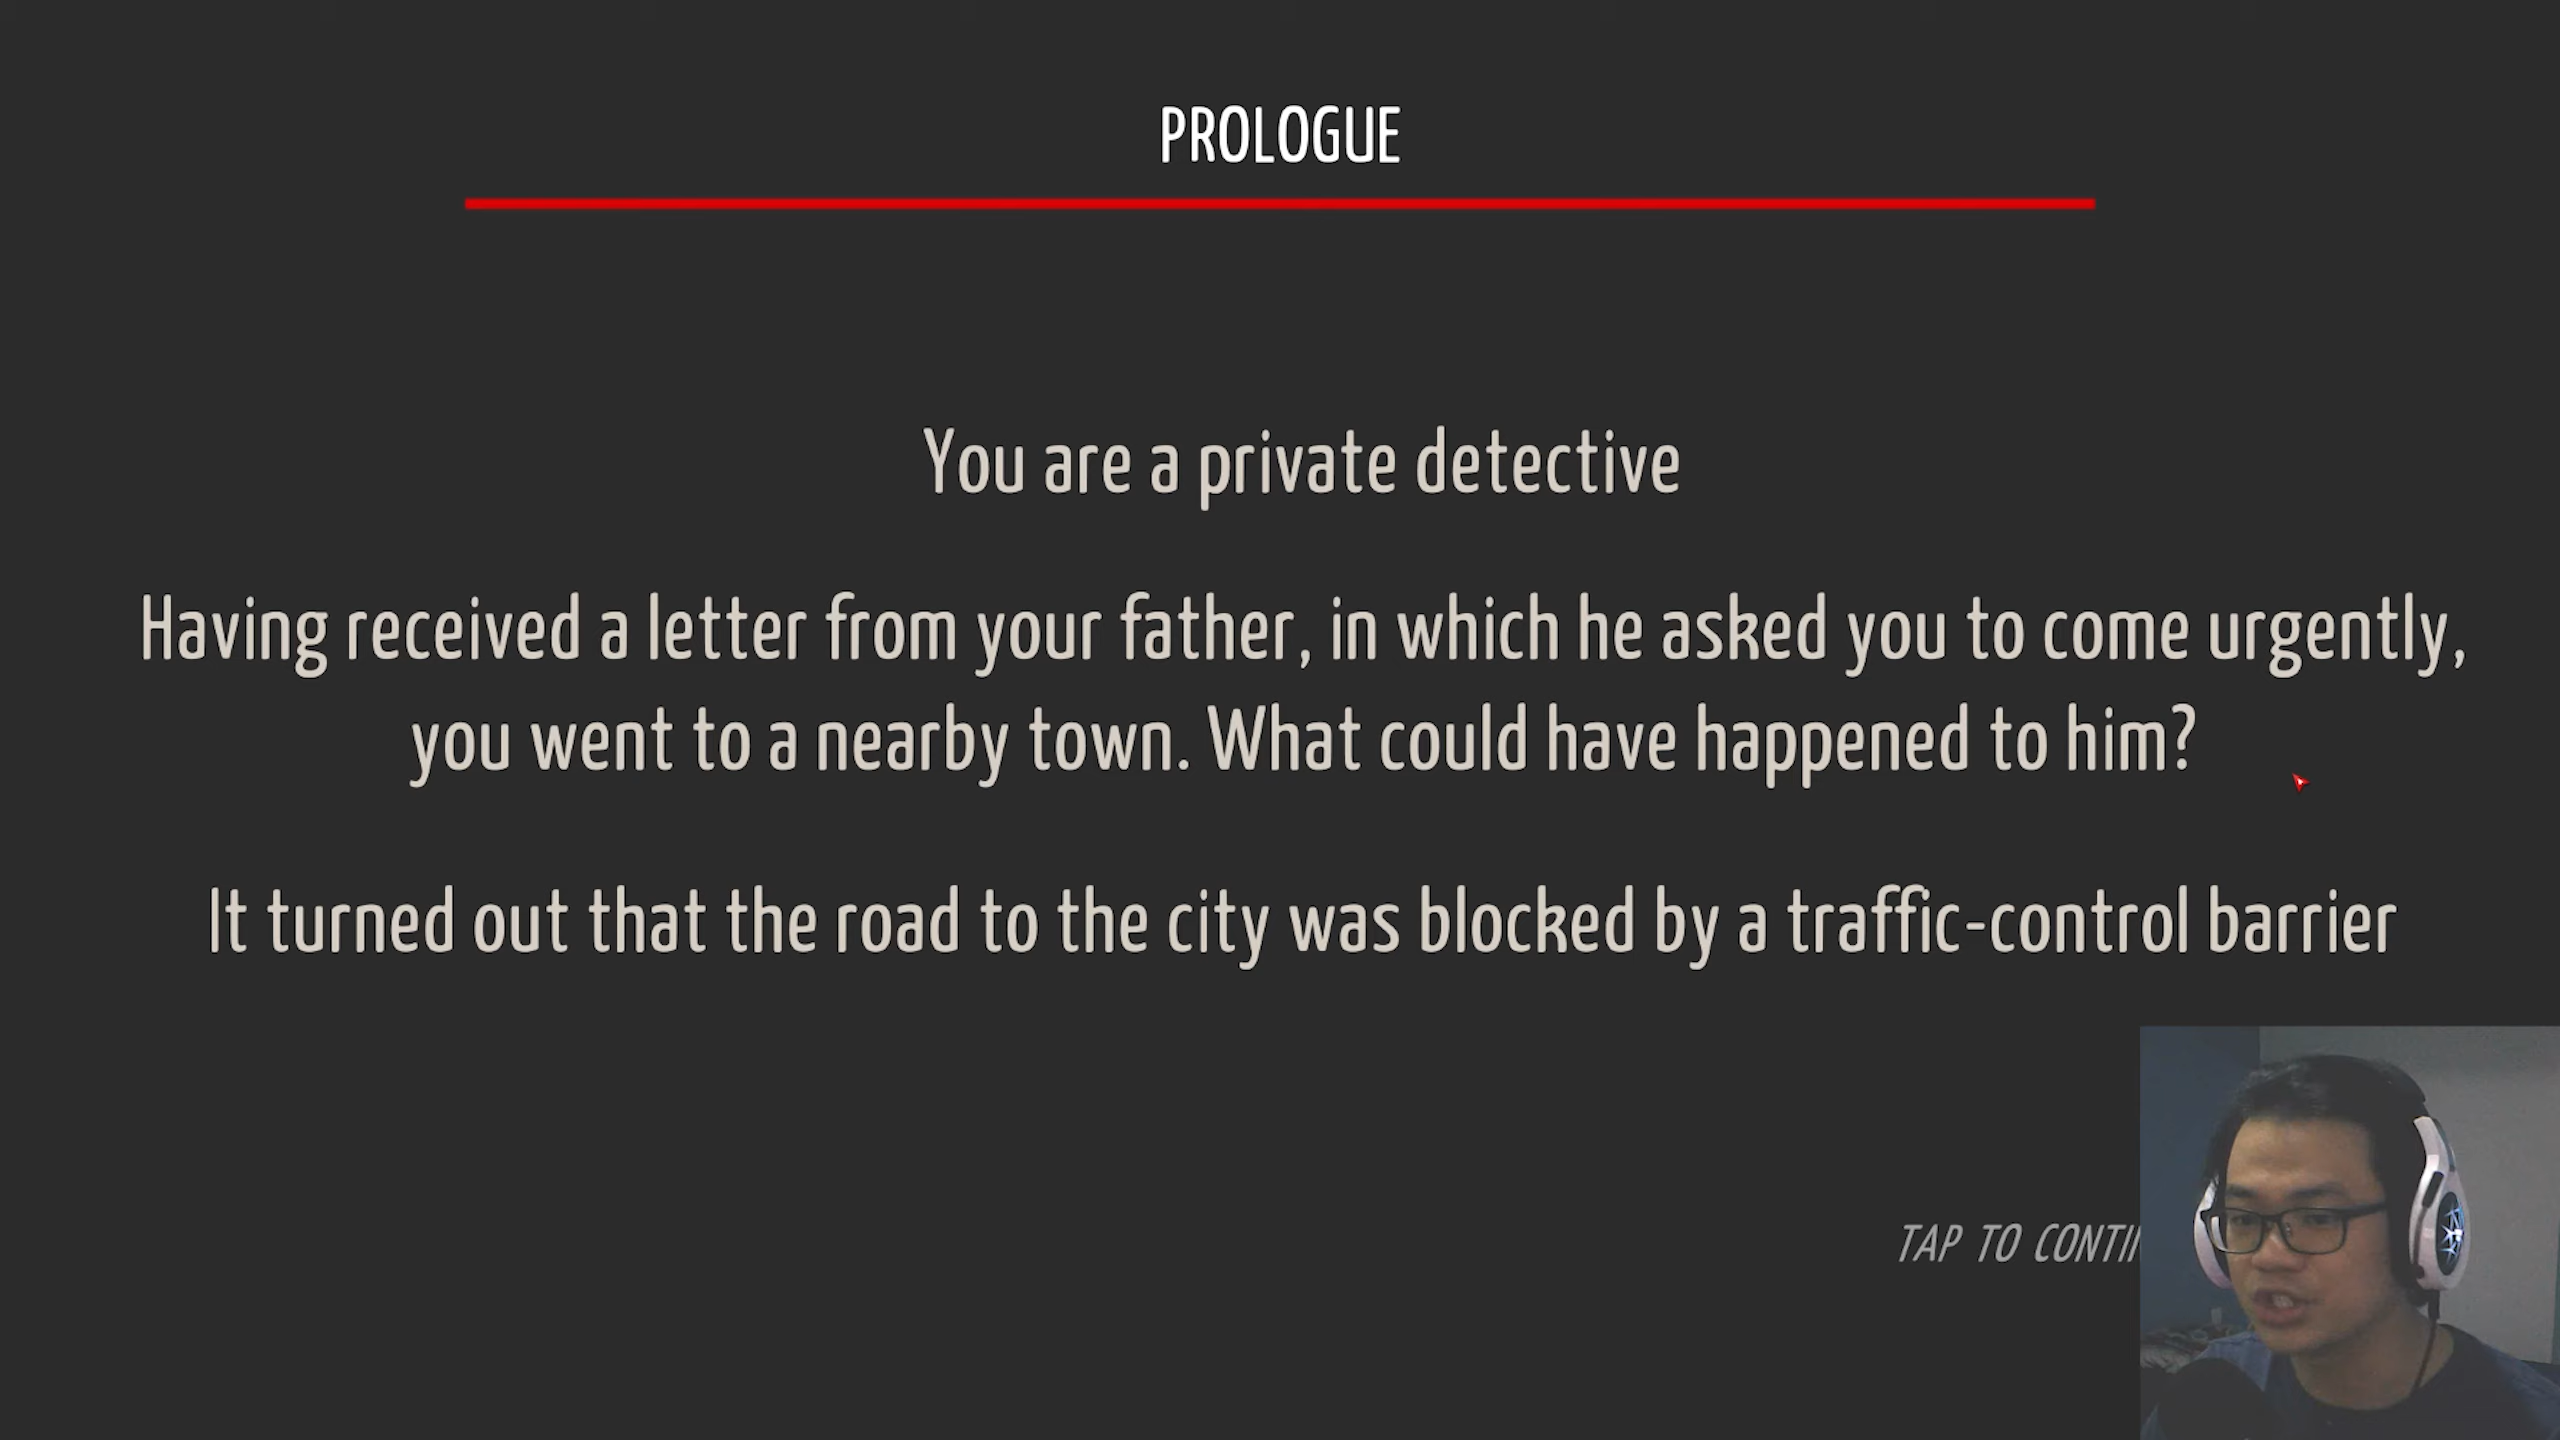 PROLOGUE
You are a private detective
Having received a letter from your father, in which he asked you to come urgently,
you went to a nearby town. What could have happened to him?
It turned out that the road to the city was blocked by a traffic-control barrier
TAP TO